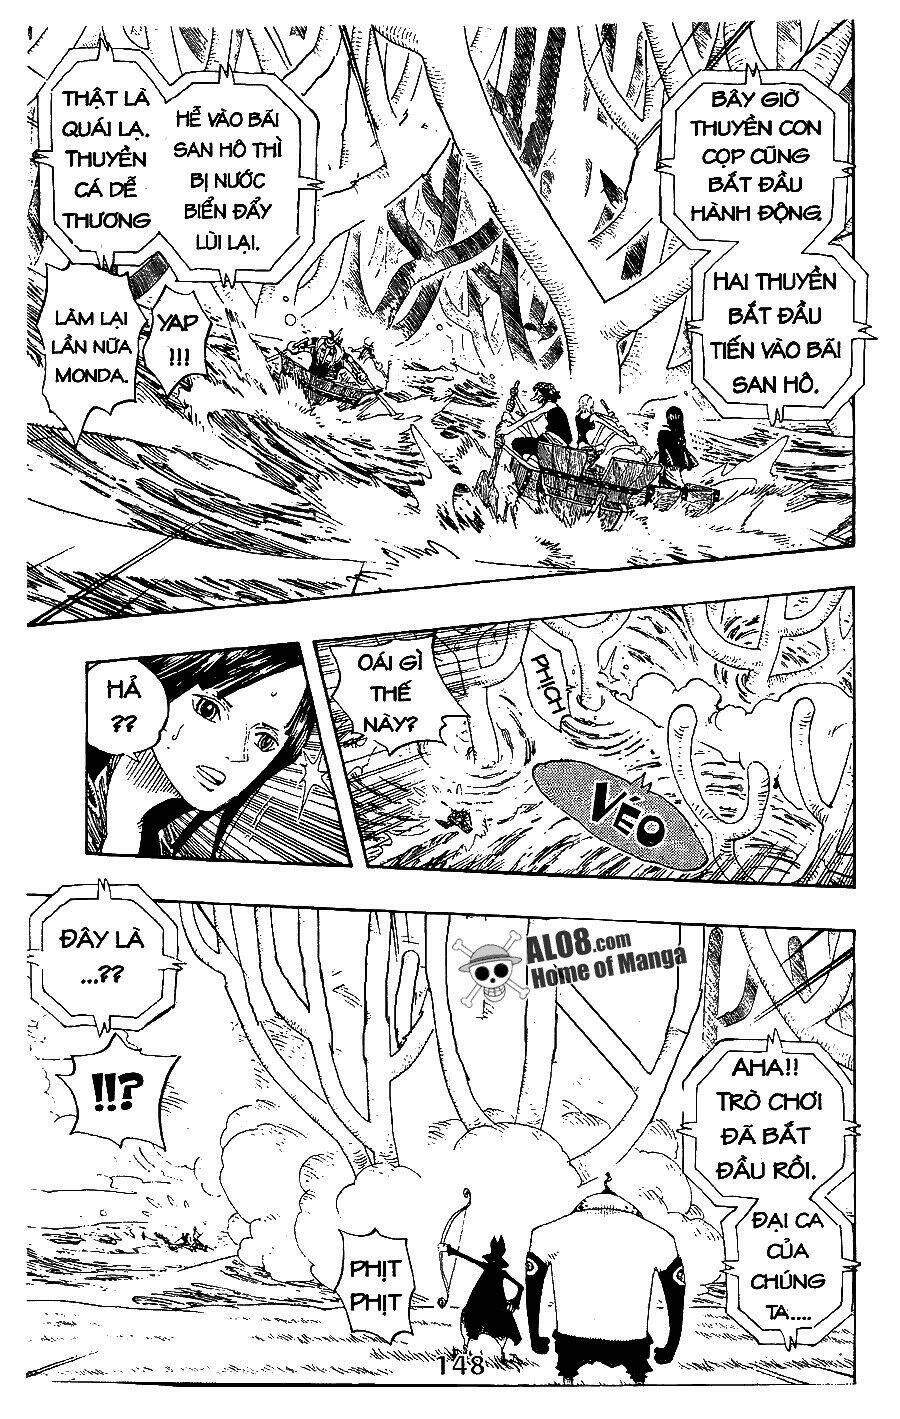 BÂY GIỜ
THUYỀN CON
CỌP CŨNG
BẮT ĐẦU
HÀNH ĐỘNG.
HAI THUYỀN
BẮT ĐẦU
TIẾN VÀO BÃI
SAN HÔ.
HỄ VÀO BÃI
SAN HÔ THÌ
BỊ NƯỚC
BIỂN ĐẨY
LÙI LẠI.
THẬT LÀ
QUÁI LẠ.
THUYỀN
CÁ DỄ
THƯƠNG
YAP
!!!
LÀM LẠI
LẦN NỮA
MONDA.
PHỊCH
VÉO
OÁI GÌ
THẾ
NÀY?
HẢ
??
AL08.com
Home of Manga
AHA!!
TRÒ CHƠI
ĐÃ BẮT
ĐẦU RỒI.
ĐẠI CA
CỦA
CHÚNG
TA....
ĐÂY LÀ
...??
!!?
PHỊT
PHỊT
148